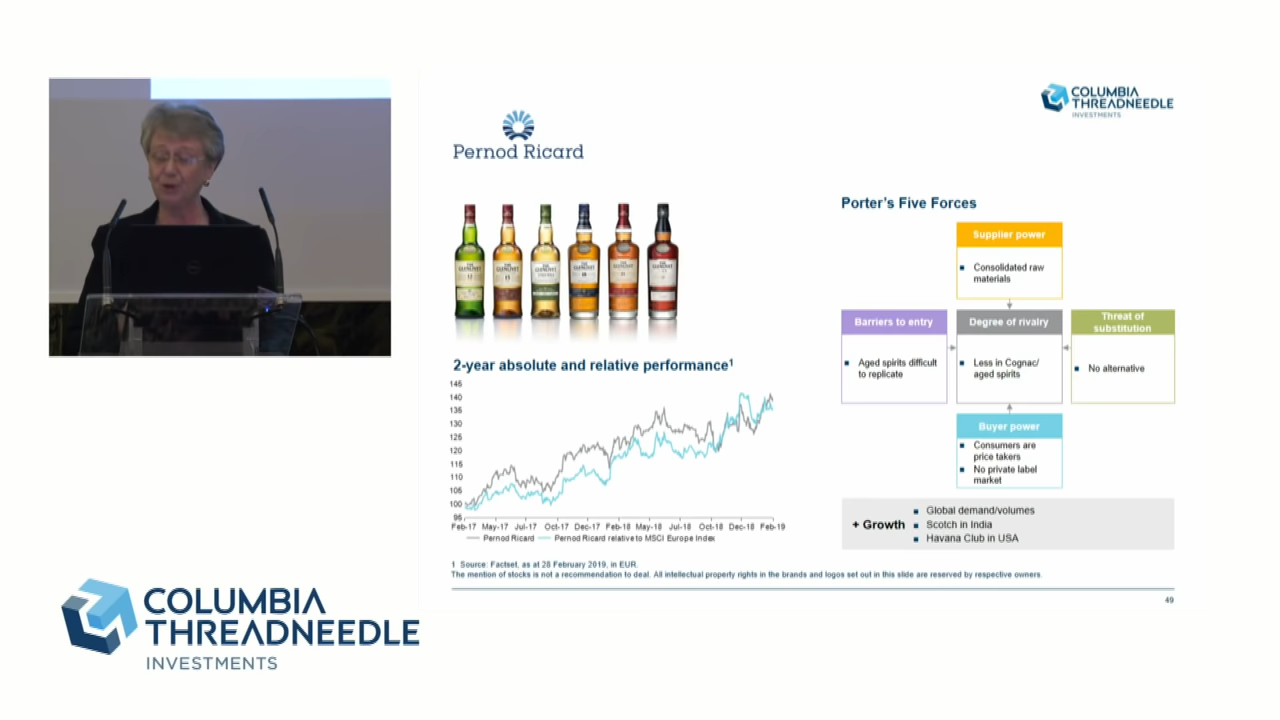 COLUMBIA
THREADNEEDLE
INVESTMENTS
Pernod Ricard
Porter's Five Forces
Supplier power
Consolidated raw
materials
Barriers to entry
Aged spirits difficult
to replicate
Degree of rivalry
Less in Cognac/
aged spirits
Threat of
substitution
No alternative
Buyer power
Consumers are
price takers
No private label
market
+ Growth
Global demand/volumes
Scotch in India
Havana Club in USA
2-year absolute and relative performance¹
145
140
135
130
125
120
115
110
105
100
95
Feb-17 May-17 Jul-17 Oct-17 Dec-17 Feb-18 May-18 Jul-18 Oct-18 Dec-18 Feb-19
Pernod Ricard Pernod Ricard relative to MSCI Europe Index
1 Source: Factset, as at 28 February 2019, in EUR.
The mention of stocks is not a recommendation to deal. All intellectual property rights in the brands and logos set out in this slide are reserved by respective owners.
49
COLUMBIA
THREADNEEDLE
INVESTMENTS